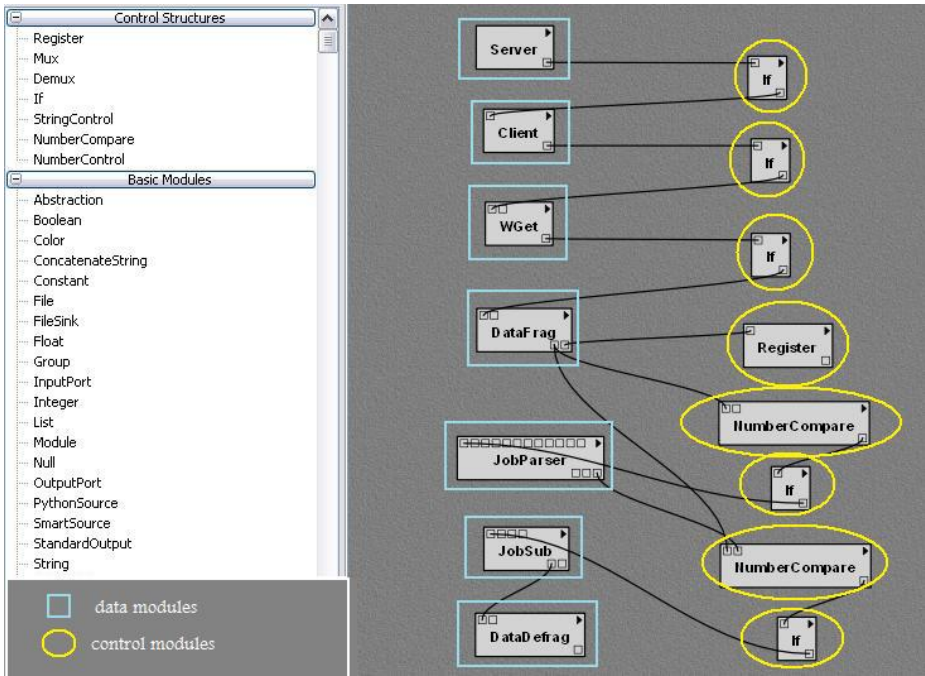 Control Structures
Register
Mux
Demux
If
StringControl
NumberCompare
NumberControl
Basic Modules
Abstraction
Boolean
Color
ConcatenateString
Constant
File
FileSink
Float
Group
InputPort
Integer
List
Module
Null
OutputPort
PythonSource
SmartSource
StandardOutput
String
data modules
control modules
Server
If
Client
If
WGet
If
DataFrag
Register
NumberCompare
JobParser
If
JobSub
NumberCompare
DataDefrag
If